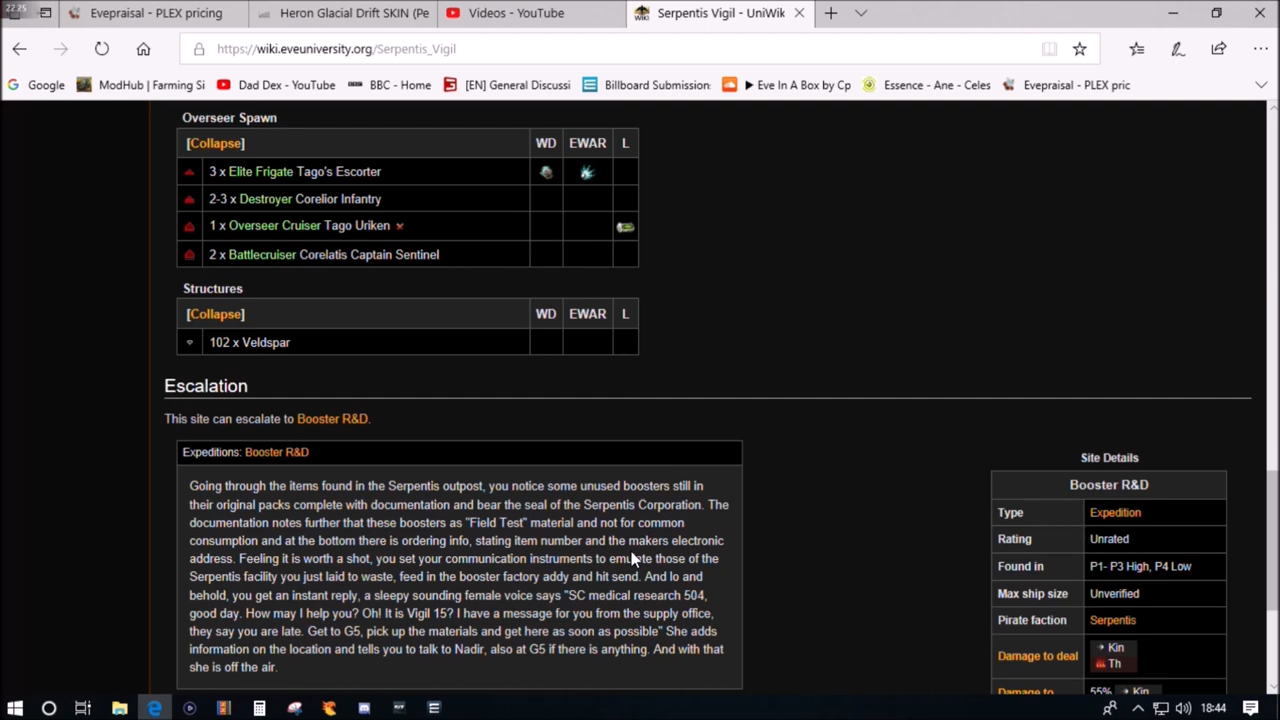 22:25
Evepraisal - PLEX pricing
Heron Glacial Drift SKIN (Pe
Videos - YouTube
WIKI
Serpentis Vigil - UniWik
https://wiki.eveuniversity.org/Serpentis_Vigil
Google
ModHub | Farming Si
Dad Dex - YouTube
BBC - Home
[EN] General Discussi
Billboard Submission
▶ Eve In A Box by Cp
Essence - Ane - Celes
Evepraisal - PLEX pric
Overseer Spawn
[Collapse] WD EWAR L
3 x Elite Frigate Tago's Escorter
2-3 x Destroyer Corelior Infantry
1 x Overseer Cruiser Tago Uriken
2 x Battlecruiser Corelatis Captain Sentinel
Structures
[Collapse] WD EWAR L
102 x Veldspar
Escalation
This site can escalate to Booster R&D.
Expeditions: Booster R&D
Going through the items found in the Serpentis outpost, you notice some unused boosters still in
their original packs complete with documentation and bear the seal of the Serpentis Corporation. The
documentation notes further that these boosters as "Field Test" material and not for common
consumption and at the bottom there is ordering info, stating item number and the makers electronic
address. Feeling it is worth a shot, you set your communication instruments to emulate those of the
Serpentis facility you just laid to waste, feed in the booster factory addy and hit send. And lo and
behold, you get an instant reply, a sleepy sounding female voice says "SC medical research 504,
good day. How may I help you? Oh! It is Vigil 15? I have a message for you from the supply office,
they say you are late. Get to G5, pick up the materials and get here as soon as possible" She adds
information on the location and tells you to talk to Nadir, also at G5 if there is anything. And with that
she is off the air.
Site Details
Booster R&D
Type Expedition
Rating Unrated
Found in P1- P3 High, P4 Low
Max ship size Unverified
Pirate faction Serpentis
Damage to deal Kin
Th
Damage to 55% Kin
18:44